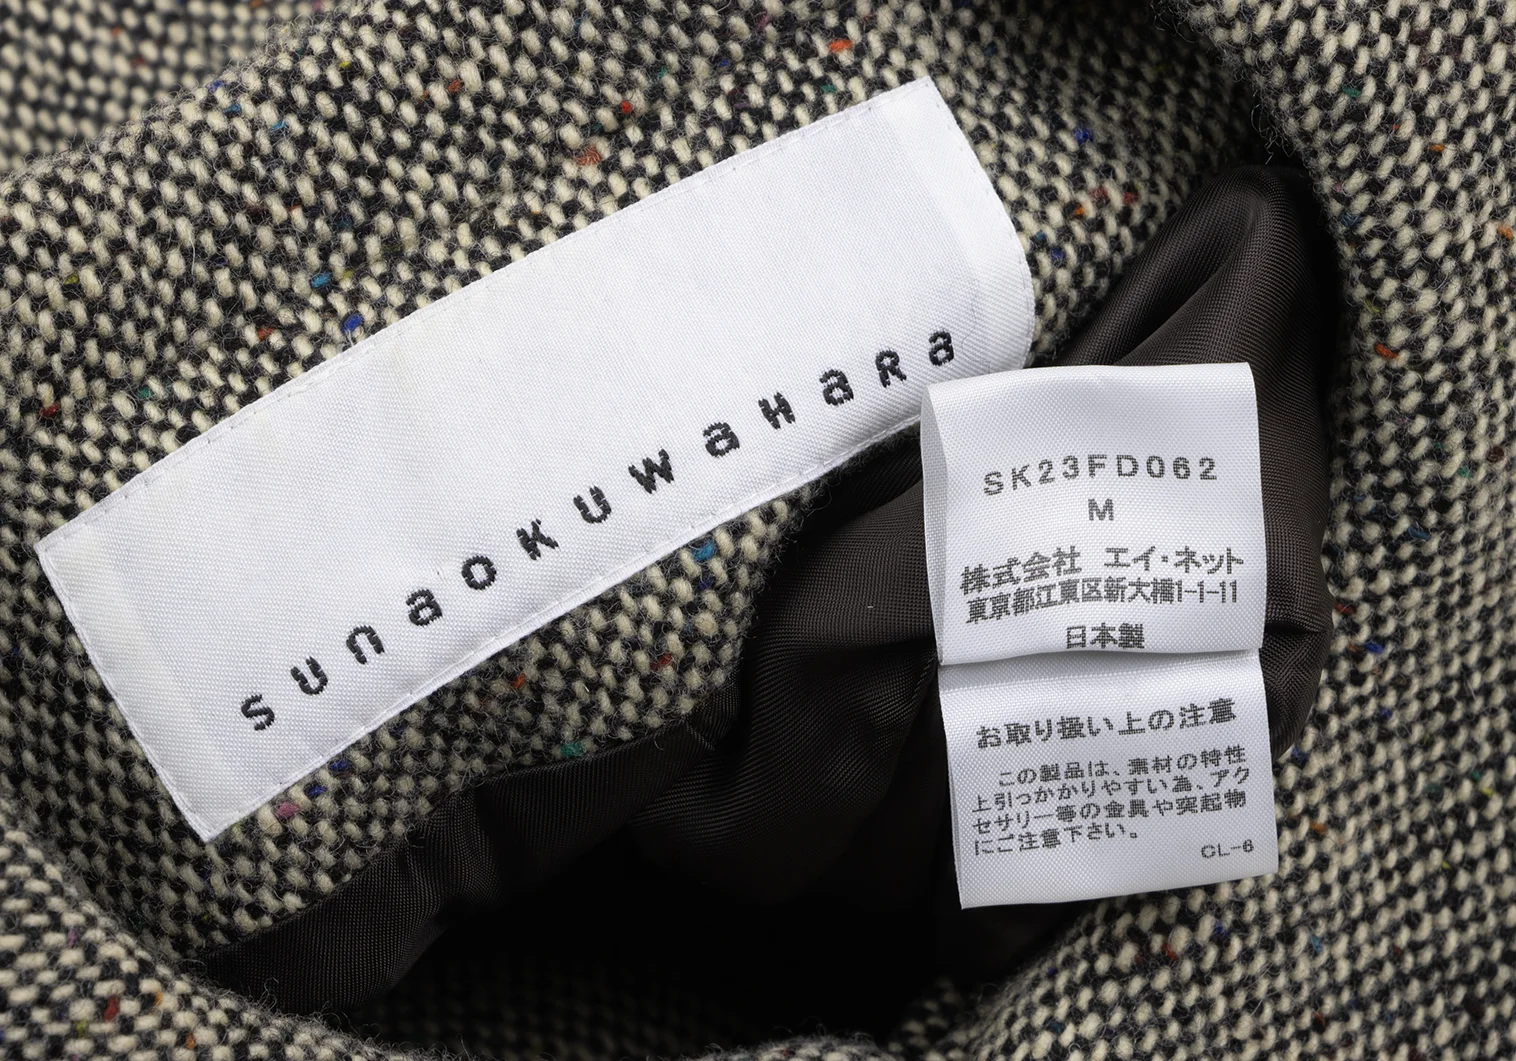 sunaoKUWaHaRa
SK23FD062
M
株式会社 エイ・ネット
東京都江東区新大橋1-1-11
日本製
お取り扱い上の注意
この製品は、素材の特性
上引っかかりやすい為、アク
セサリー等の金具や突起物
にご注意下さい。
CL-6